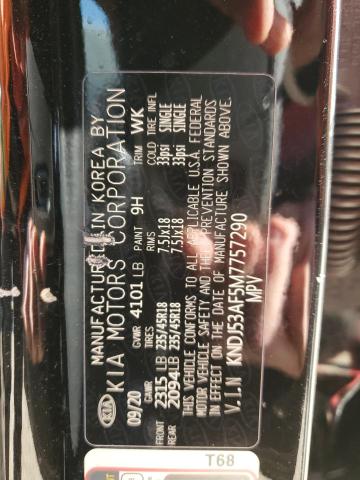 MANUFACTURED IN KOREA BY
KIA KIA MOTORS CORPORATION
09/20 GVWR 4101 LB PAINT 9H TRIM WK
GAWR TIRES RIMS COLD TIRE INFL
FRONT 2315 LB 235/45R18 7.5Jx18 33psi SINGLE
REAR 2094LB 235/45R18 7.5Jx18 33psi SINGLE
THIS VEHICLE CONFORMS TO ALL APPLICABLE U.S.A. FEDERAL
MOTOR VEHICLE SAFETY AND THEFT PREVENTION STANDARDS
IN EFFECT ON THE DATE OF MANUFACTURE SHOWN ABOVE.
V.I.N KNDJ53AF5M7757290
MPV
T68